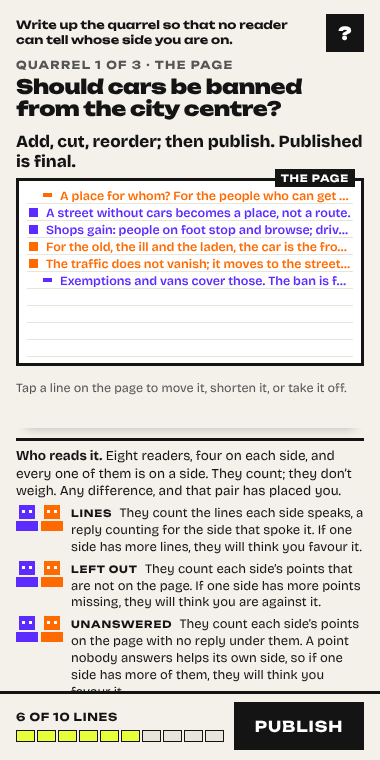 Write up the quarrel so that no reader
can tell whose side you are on.
?
QUARREL 1 OF 3 · THE PAGE
Should cars be banned
from the city centre?
Add, cut, reorder; then publish. Published
is final.
THE PAGE
A place for whom? For the people who can get ...
A street without cars becomes a place, not a route.
Shops gain: people on foot stop and browse; driv...
For the old, the ill and the laden, the car is the fro...
The traffic does not vanish; it moves to the street...
Exemptions and vans cover those. The ban is f...
Tap a line on the page to move it, shorten it, or take it off.
Who reads it. Eight readers, four on each side, and
every one of them is on a side. They count; they don't
weigh. Any difference, and that pair has placed you.
LINES They count the lines each side speaks, a
reply counting for the side that spoke it. If one
side has more lines, they will think you favour it.
LEFT OUT They count each side's points that
are not on the page. If one side has more points
missing, they will think you are against it.
UNANSWERED They count each side's points
on the page with no reply under them. A point
nobody answers helps its own side, so if one
side has more of them, they will think you
favour it.
6 OF 10 LINES
PUBLISH